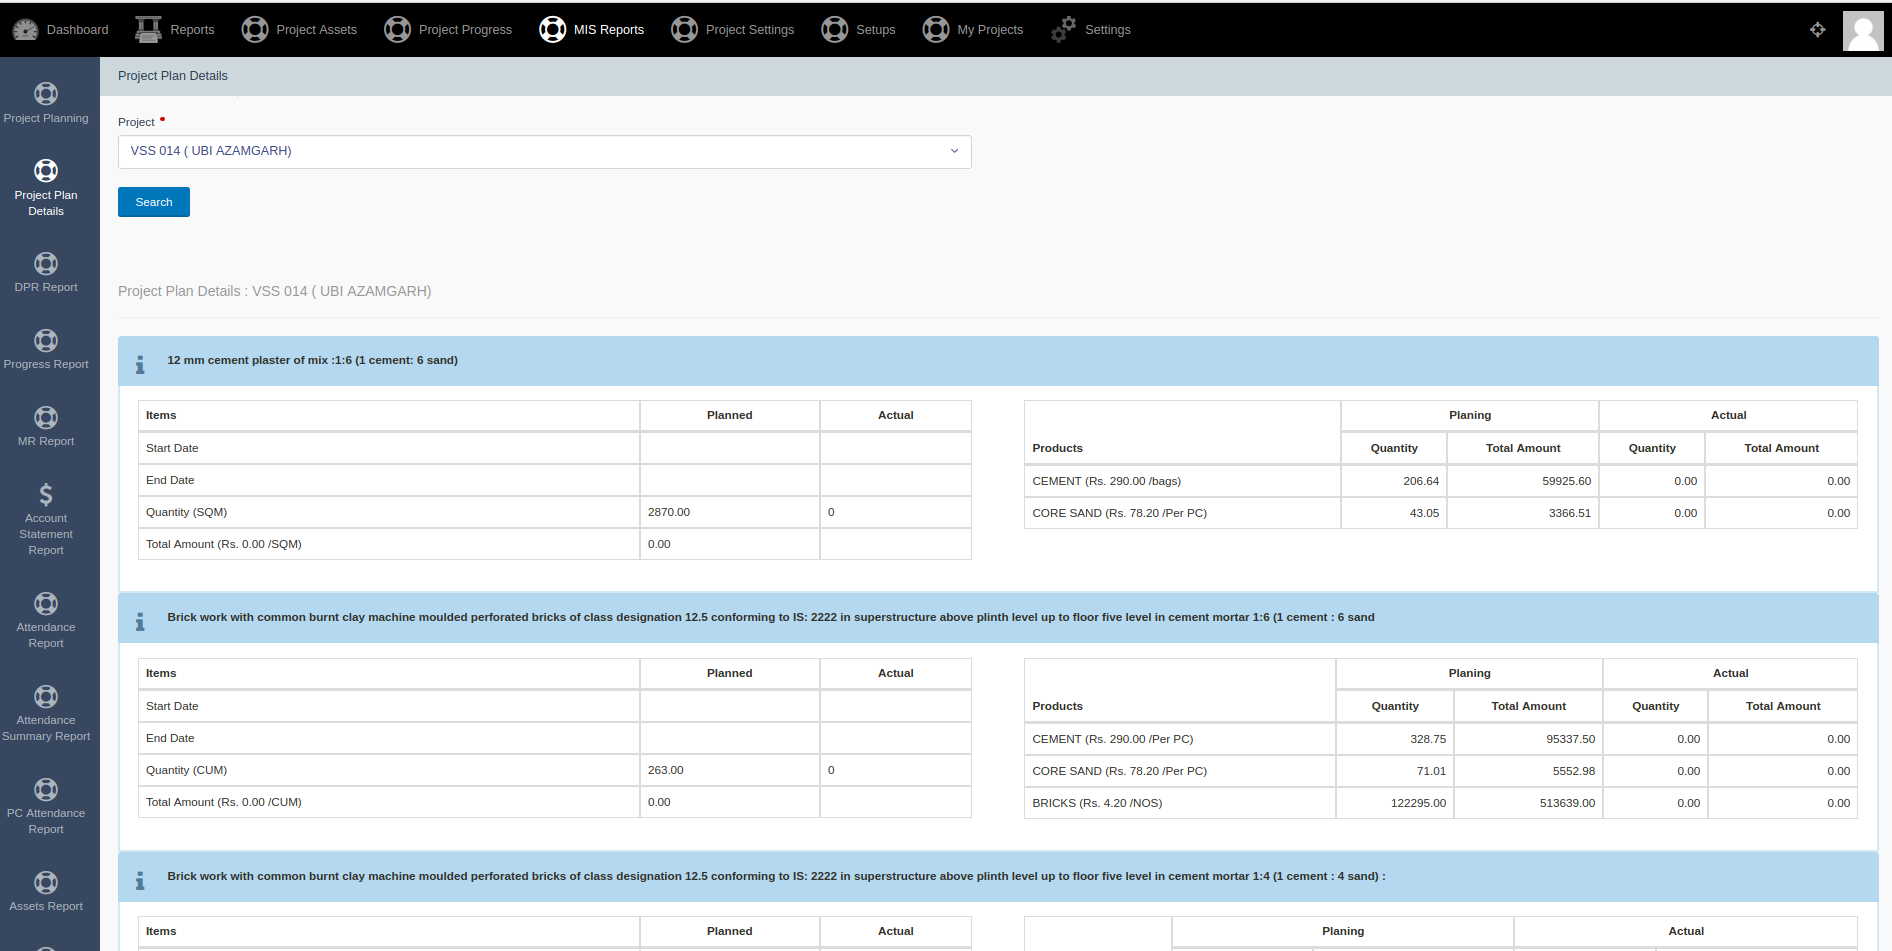 Dashboard Reports Project Assets Project Progress MIS Reports Project Settings Setups My Projects Settings
Project Planning
Project Plan
Details
DPR Report
Progress Report
MR Report
Account
Statement
Report
Attendance
Report
Attendance
Summary Report
PC Attendance
Report
Assets Report
Project Plan Details
Project
VSS 014 ( UBI AZAMGARH)
Search
Project Plan Details : VSS 014 ( UBI AZAMGARH)
12 mm cement plaster of mix :1:6 (1 cement: 6 sand)
Items Planned Actual
Start Date
End Date
Quantity (SQM) 2870.00 0
Total Amount (Rs. 0.00 /SQM) 0.00
Planing Actual
Products Quantity Total Amount Quantity Total Amount
CEMENT (Rs. 290.00 /bags) 206.64 59925.60 0.00 0.00
CORE SAND (Rs. 78.20 /Per PC) 43.05 3366.51 0.00 0.00
Brick work with common burnt clay machine moulded perforated bricks of class designation 12.5 conforming to IS: 2222 in superstructure above plinth level up to floor five level in cement mortar 1:6 (1 cement : 6 sand
Items Planned Actual
Start Date
End Date
Quantity (CUM) 263.00 0
Total Amount (Rs. 0.00 /CUM) 0.00
Planing Actual
Products Quantity Total Amount Quantity Total Amount
CEMENT (Rs. 290.00 /Per PC) 328.75 95337.50 0.00 0.00
CORE SAND (Rs. 78.20 /Per PC) 71.01 5552.98 0.00 0.00
BRICKS (Rs. 4.20 /NOS) 122295.00 513639.00 0.00 0.00
Brick work with common burnt clay machine moulded perforated bricks of class designation 12.5 conforming to IS: 2222 in superstructure above plinth level up to floor five level in cement mortar 1:4 (1 cement : 4 sand) :
Items Planned Actual
Planing Actual